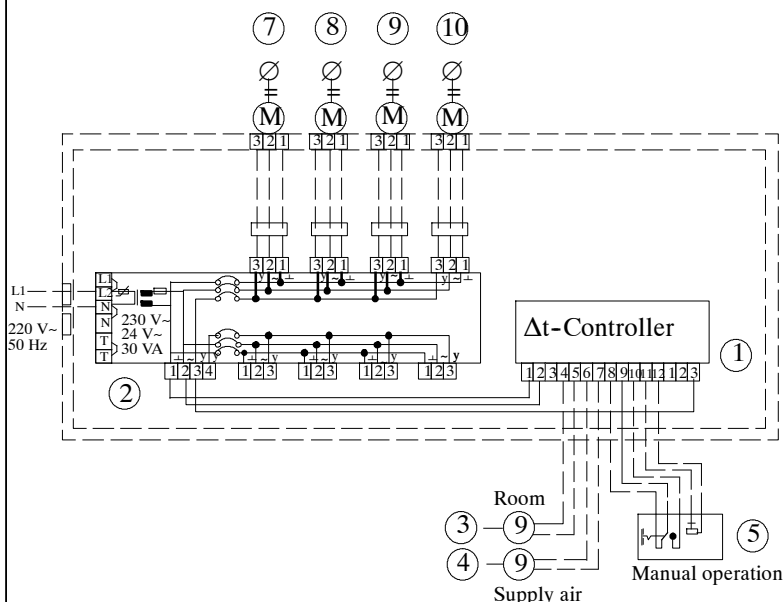 7 8 9 10
M M M M
3 2 1 3 2 1 3 2 1 3 2 1
3 2 1 3 2 1 3 2 1 3 2 1
y ~ ⊥ y ~ ⊥ y ~ ⊥ y ~ ⊥
L1 L1
L2
N N
N
T
T
220 V~
50 Hz
230 V~
24 V~
30 VA
Δt-Controller
1
⊥ ~ y y ⊥ ~ y ⊥ ~ y ⊥ ~ y ⊥ ~ y
1 2 3 4 1 2 3 1 2 3 1 2 3 1 2 3
1 2 3 4 5 6 7 8 9 10 11 12 1 2 3
2
Room
3 9
4 9
Supply air
5
Manual operation